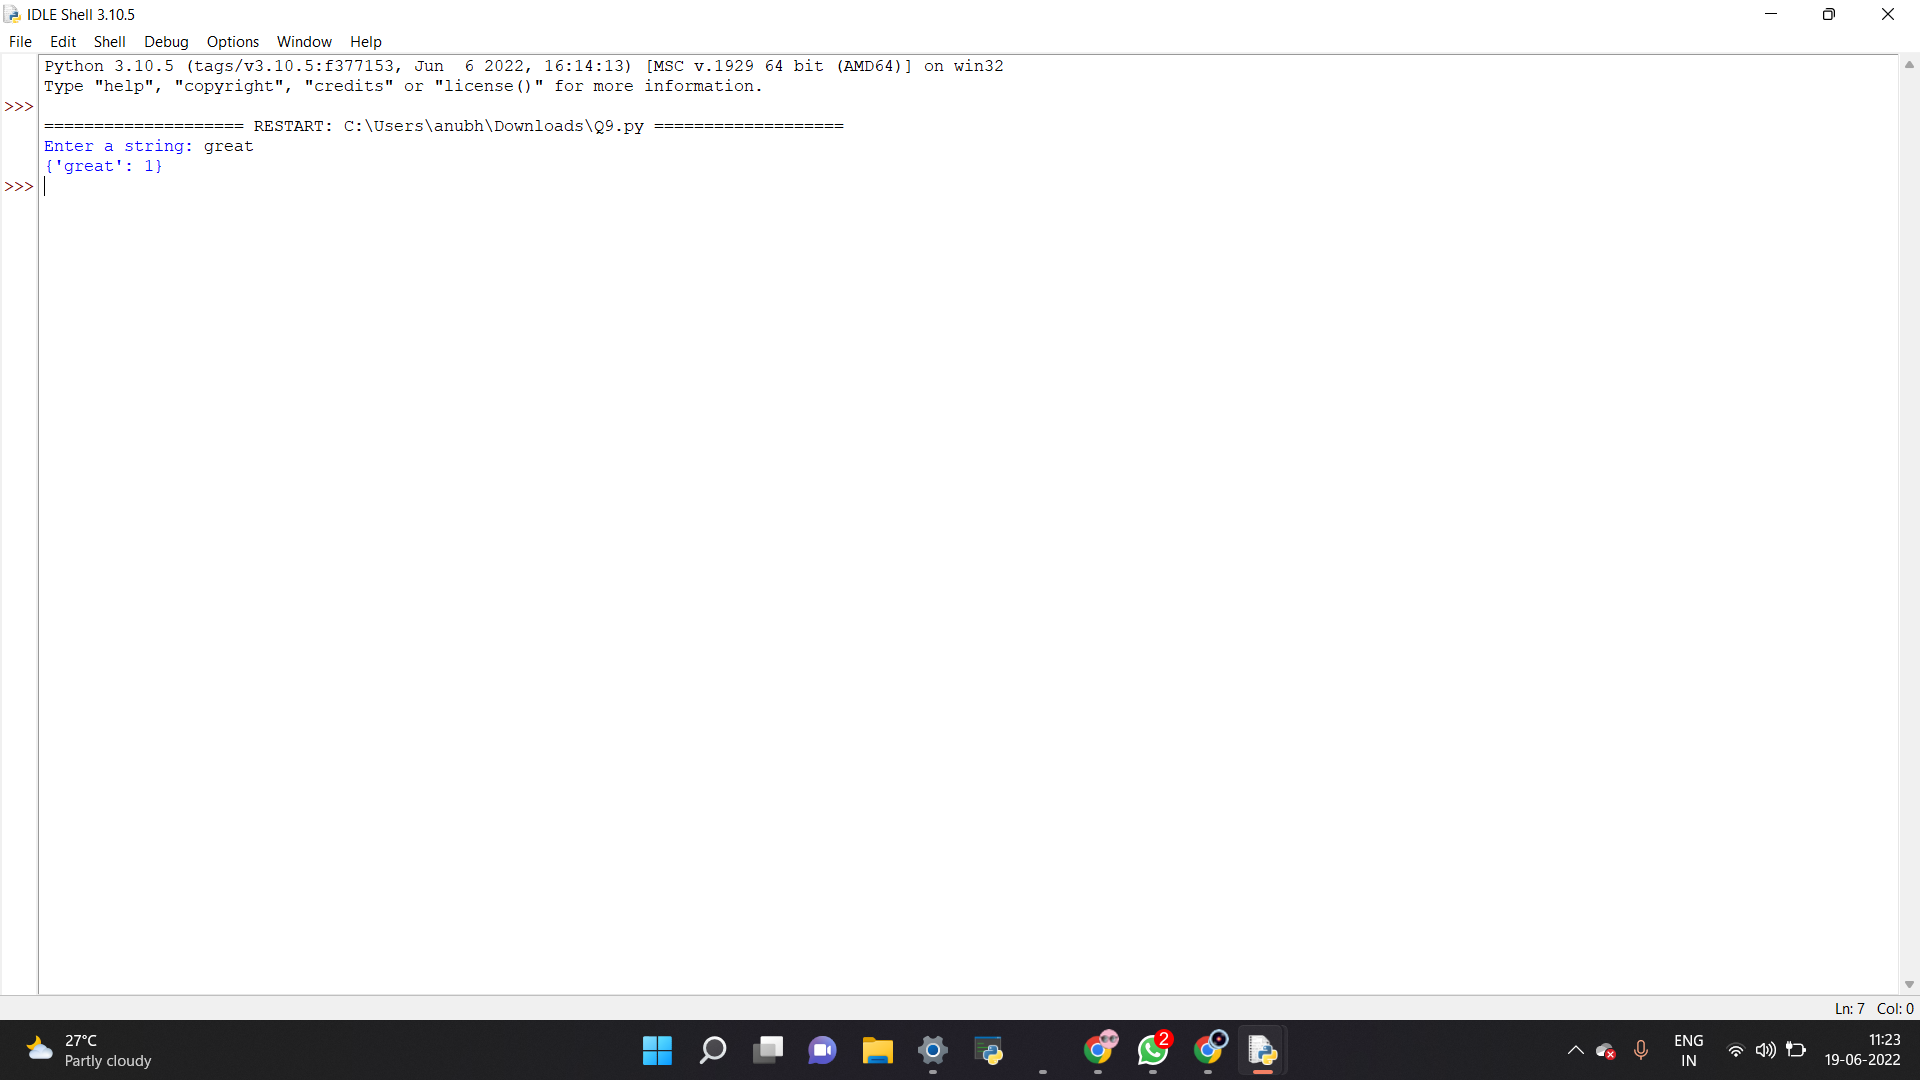 IDLE Shell 3.10.5
File Edit Shell Debug Options Window Help
Python 3.10.5 (tags/v3.10.5:f377153, Jun  6 2022, 16:14:13) [MSC v.1929 64 bit (AMD64)] on win32
Type "help", "copyright", "credits" or "license()" for more information.
>>>
==================== RESTART: C:\Users\anubh\Downloads\Q9.py ===================
Enter a string: great
{'great': 1}
>>>
Ln: 7 Col: 0
27°C
Partly cloudy
2
ENG
IN
11:23
19-06-2022